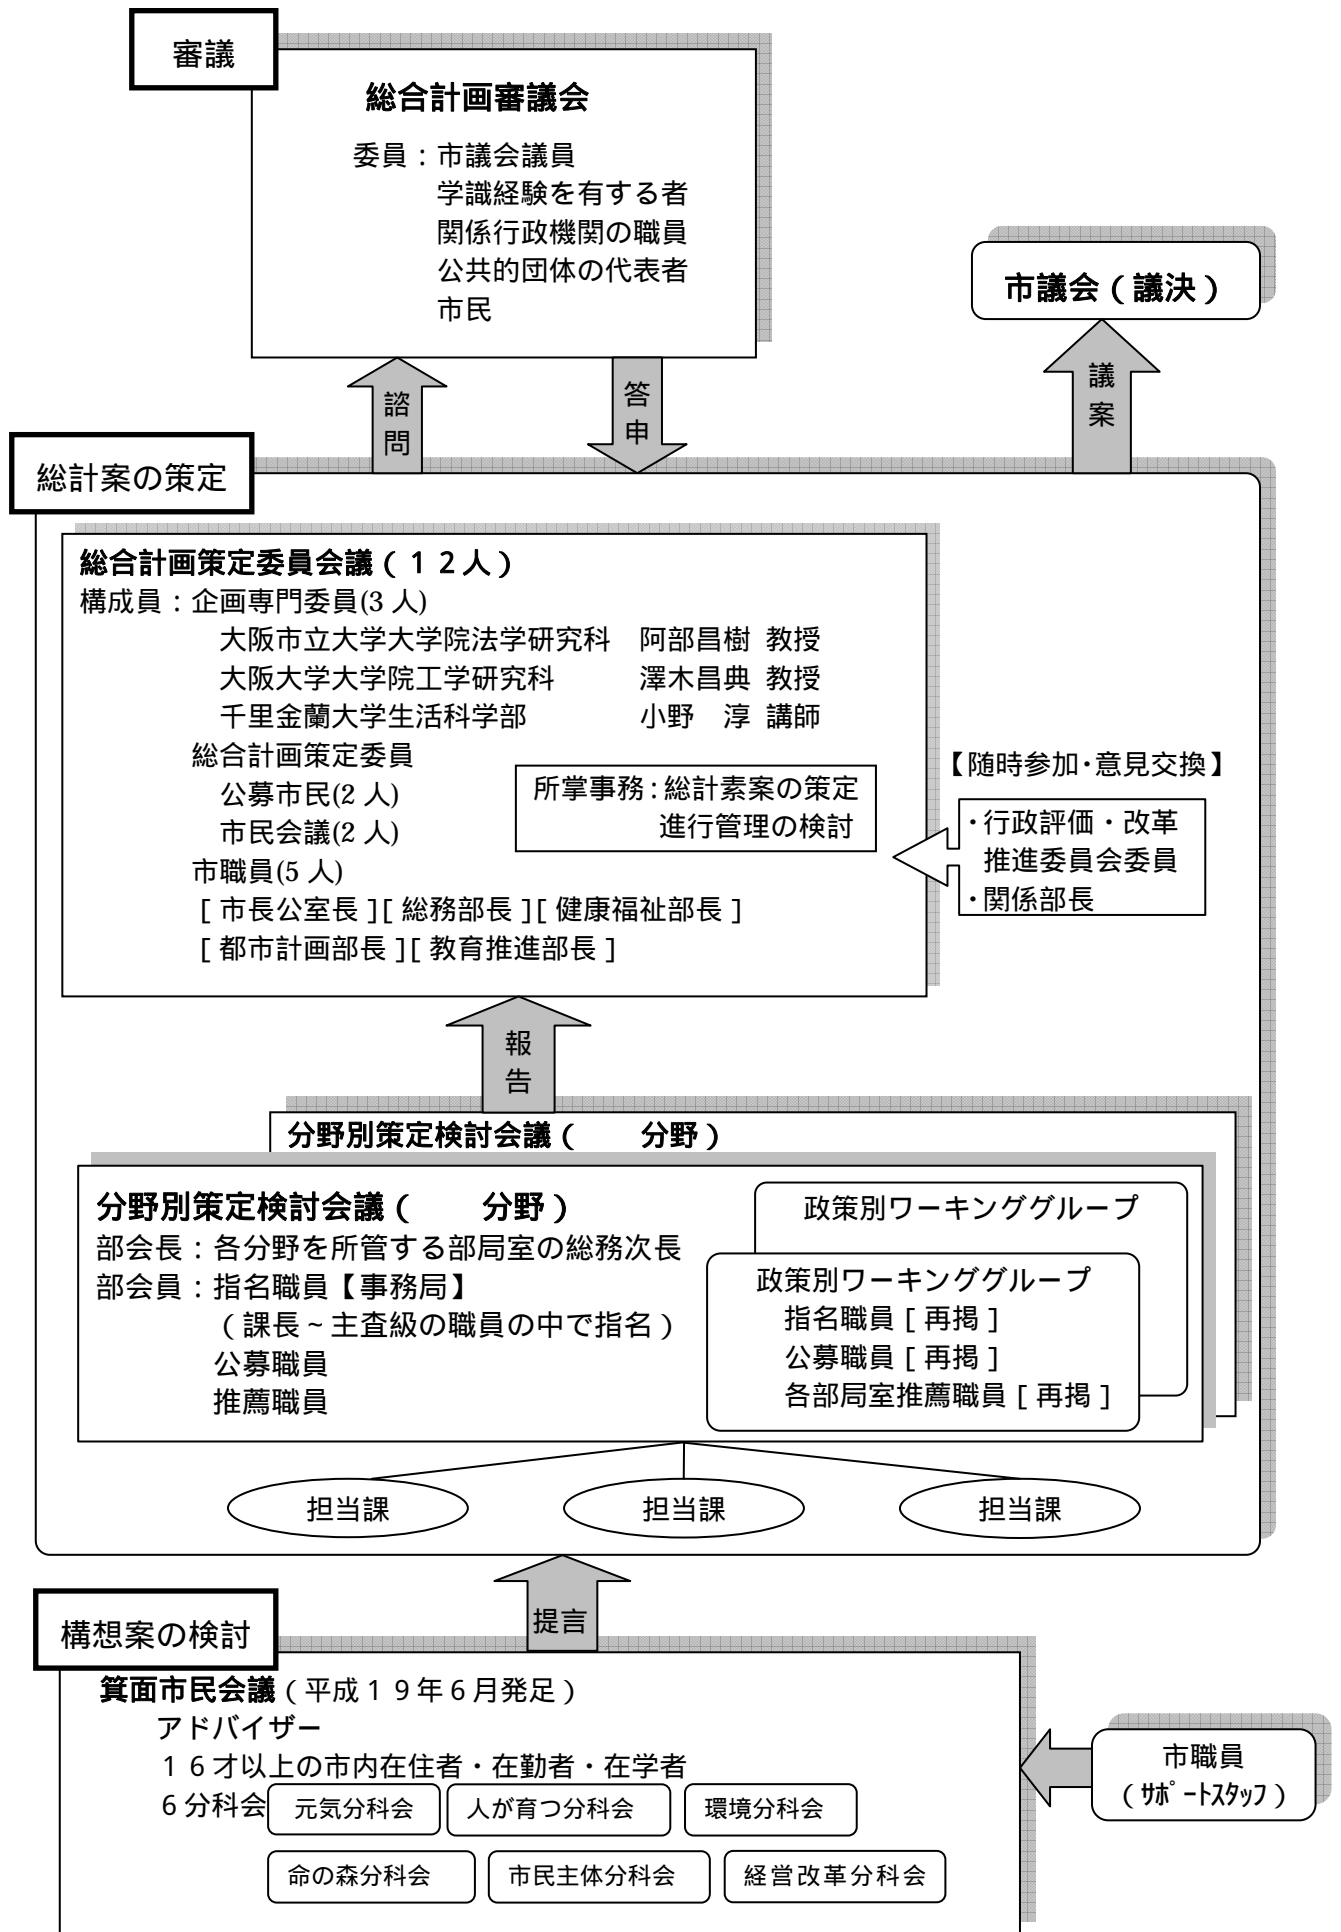 審議
総合計画審議会
委員：市議会議員
学識経験を有する者
関係行政機関の職員
公共的団体の代表者
市民
市議会（議決）
諮問
答申
議案
総計案の策定
総合計画策定委員会議（１２人）
構成員：企画専門委員(3人)
大阪市立大学大学院法学研究科　阿部昌樹 教授
大阪大学大学院工学研究科　澤木昌典 教授
千里金蘭大学生活科学部　小野　淳 講師
総合計画策定委員
公募市民(2人)
市民会議(2人)
市職員(5人)
[市長公室長][総務部長][健康福祉部長]
[都市計画部長][教育推進部長]
所掌事務：総計素案の策定
進行管理の検討
【随時参加・意見交換】
・行政評価・改革
推進委員会委員
・関係部長
報告
分野別策定検討会議（　　分野）
分野別策定検討会議（　　分野）
部会長：各分野を所管する部局室の総務次長
部会員：指名職員【事務局】
（課長～主査級の職員の中で指名）
公募職員
推薦職員
政策別ワーキンググループ
政策別ワーキンググループ
指名職員[再掲]
公募職員[再掲]
各部局室推薦職員[再掲]
担当課
担当課
担当課
提言
構想案の検討
箕面市民会議（平成１９年６月発足）
アドバイザー
１６才以上の市内在住者・在勤者・在学者
６分科会
元気分科会
人が育つ分科会
環境分科会
命の森分科会
市民主体分科会
経営改革分科会
市職員
（ｻﾎﾟｰﾄｽﾀｯﾌ）